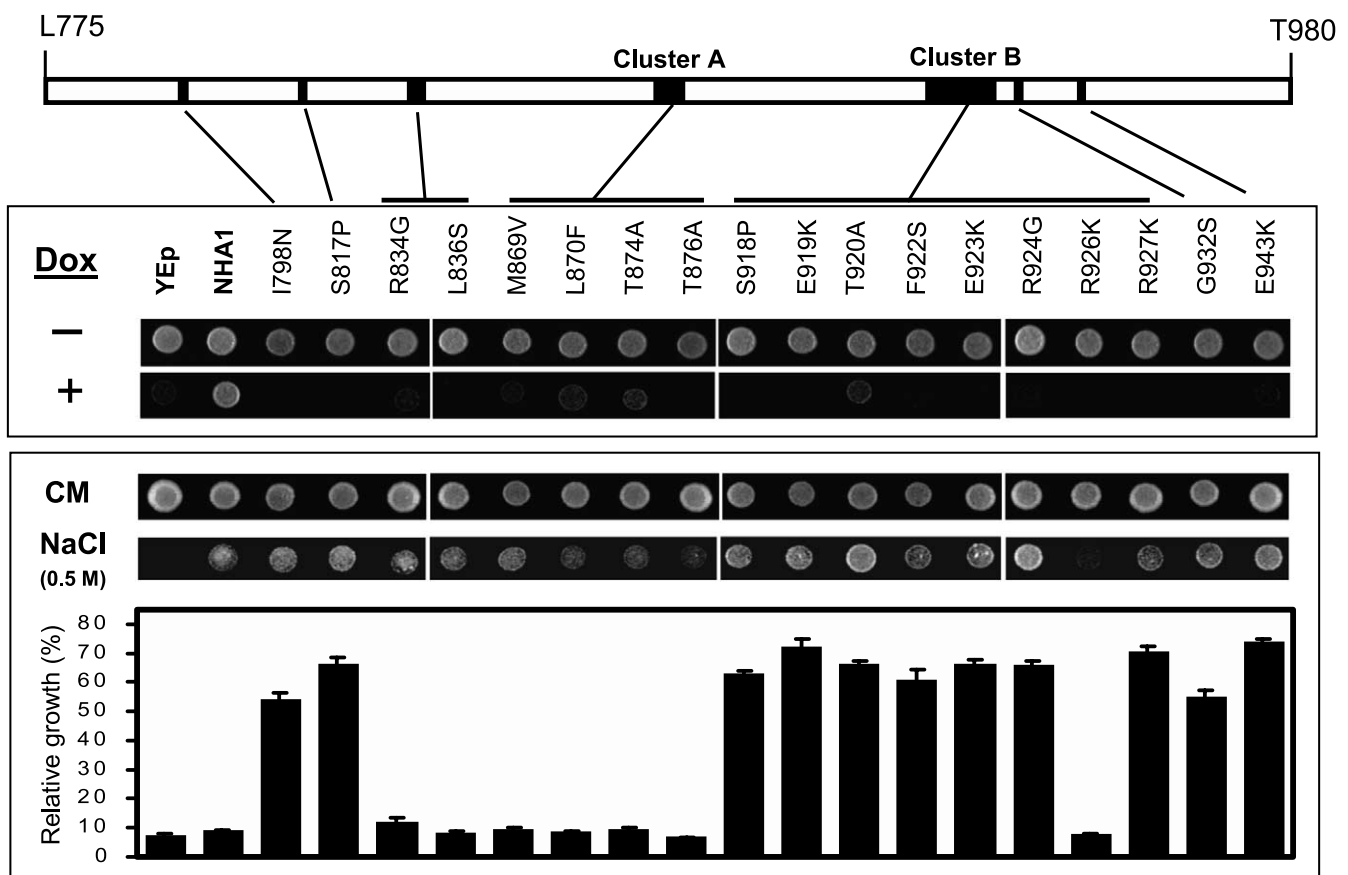 L775
T980
Cluster A
Cluster B
Dox
YEp
NHA1
I798N
S817P
R834G
L836S
M869V
L870F
T874A
T876A
S918P
E919K
T920A
F922S
E923K
R924G
R926K
R927K
G932S
E943K
–
+
CM
NaCl
(0.5 M)
Relative growth (%)
80
70
60
50
40
30
20
10
0